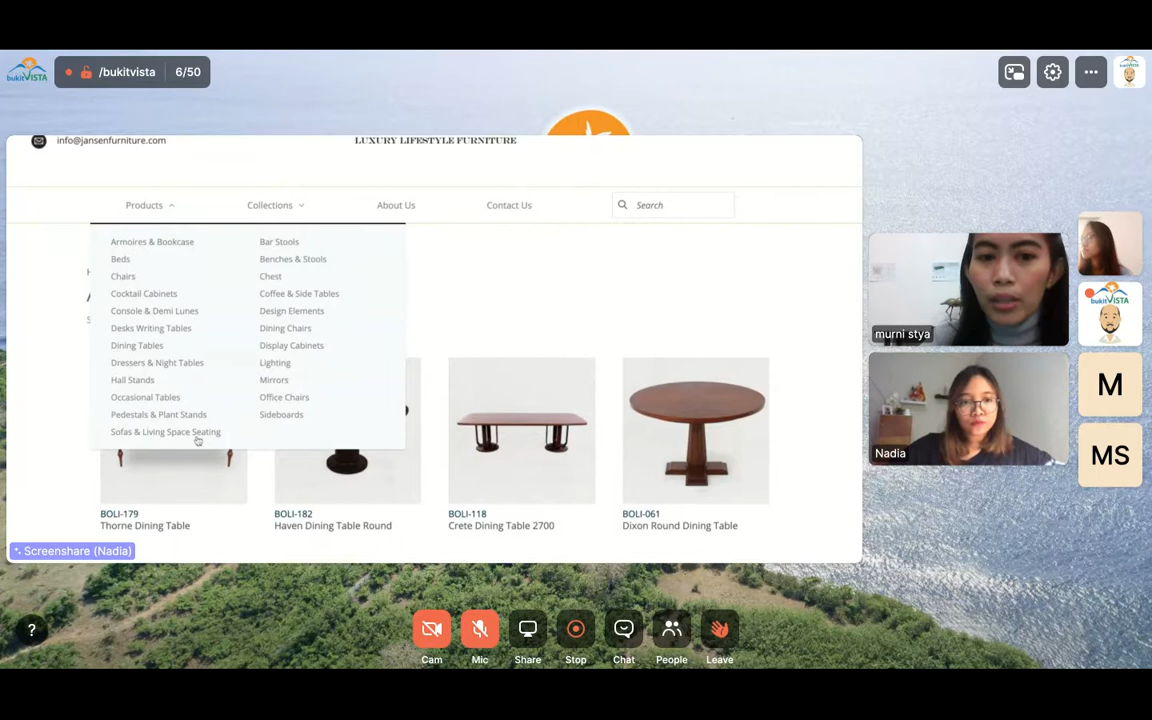 bukitVISTA
/bukitvista
6/50
info@jansenfurniture.com
LUXURY LIFESTYLE FURNITURE
Products
Collections
About Us
Contact Us
Search
Armoires & Bookcase
Bar Stools
Beds
Benches & Stools
Chairs
Chest
Cocktail Cabinets
Coffee & Side Tables
Console & Demi Lunes
Design Elements
Desks Writing Tables
Dining Chairs
Dining Tables
Display Cabinets
Dressers & Night Tables
Lighting
Hall Stands
Mirrors
Occasional Tables
Office Chairs
Pedestals & Plant Stands
Sideboards
Sofas & Living Space Seating
BOLI-179
Thorne Dining Table
BOLI-182
Haven Dining Table Round
BOLI-118
Crete Dining Table 2700
BOLI-061
Dixon Round Dining Table
Screenshare (Nadia)
murni stya
Nadia
bukitVISTA
M
MS
?
Cam
Mic
Share
Stop
Chat
People
Leave